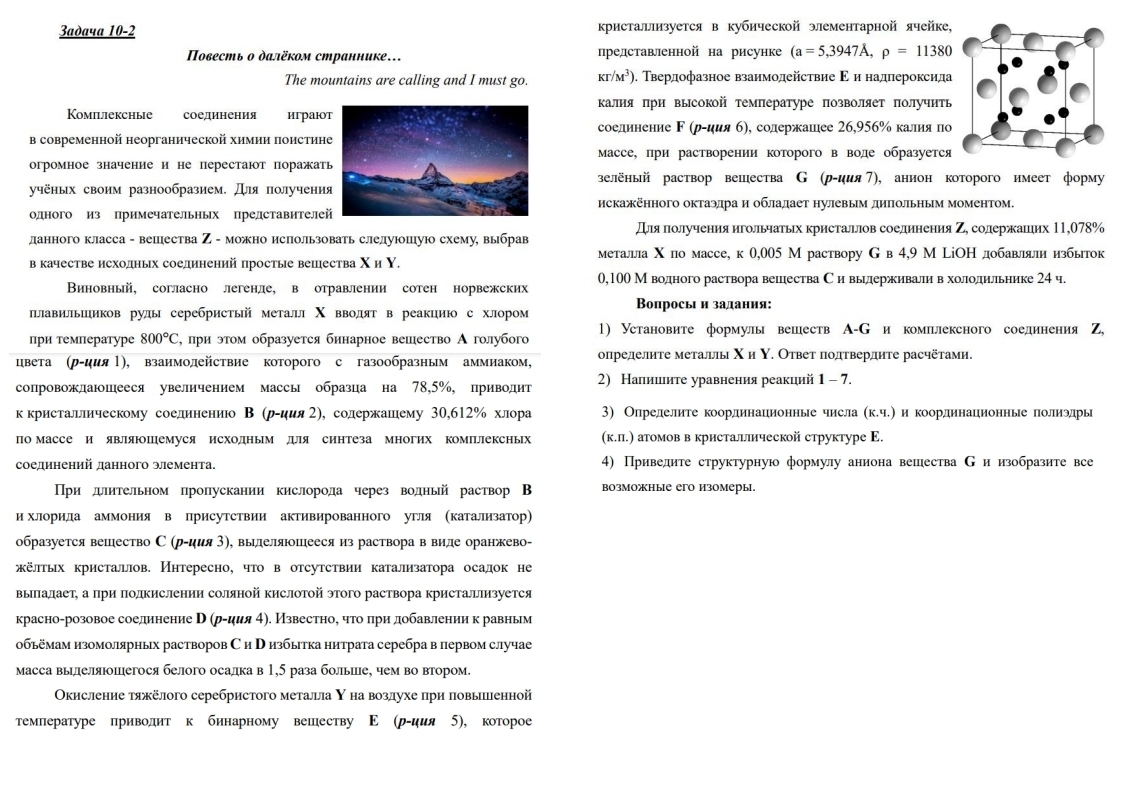 Задача 10-2
Повесть о далёком страннике…
The mountains are calling and I must go.
Комплексные соединения играют
в современной неорганической химии поистине
огромное значение и не перестают поражать
учёных своим разнообразием. Для получения
одного из примечательных представителей
данного класса - вещества Z - можно использовать следующую схему, выбрав
в качестве исходных соединений простые вещества X и Y.
Виновный, согласно легенде, в отравлении сотен норвежских
плавильщиков руды серебристый металл X вводят в реакцию с хлором
при температуре 800°С, при этом образуется бинарное вещество А голубого
цвета (р-ция 1), взаимодействие которого с газообразным аммиаком,
сопровождающееся увеличением массы образца на 78,5%, приводит
к кристаллическому соединению В (р-ция 2), содержащему 30,612% хлора
по массе и являющемуся исходным для синтеза многих комплексных
соединений данного элемента.
При длительном пропускании кислорода через водный раствор В
и хлорида аммония в присутствии активированного угля (катализатор)
образуется вещество С (р-ция 3), выделяющееся из раствора в виде оранжево-
жёлтых кристаллов. Интересно, что в отсутствии катализатора осадок не
выпадает, а при подкислении соляной кислотой этого раствора кристаллизуется
красно-розовое соединение D (р-ция 4). Известно, что при добавлении к равным
объёмам изомолярных растворов С и D избытка нитрата серебра в первом случае
масса выделяющегося белого осадка в 1,5 раза больше, чем во втором.
Окисление тяжёлого серебристого металла Y на воздухе при повышенной
температуре приводит к бинарному веществу Е (р-ция 5), которое
кристаллизуется в кубической элементарной ячейке,
представленной на рисунке (a = 5,3947Å, ρ = 11380
кг/м³). Твердофазное взаимодействие Е и надпероксида
калия при высокой температуре позволяет получить
соединение F (р-ция 6), содержащее 26,956% калия по
массе, при растворении которого в воде образуется
зелёный раствор вещества G (р-ция 7), анион которого имеет форму
искажённого октаэдра и обладает нулевым дипольным моментом.
Для получения игольчатых кристаллов соединения Z, содержащих 11,078%
металла X по массе, к 0,005 М раствору G в 4,9 М LiOH добавляли избыток
0,100 М водного раствора вещества С и выдерживали в холодильнике 24 ч.
Вопросы и задания:
1) Установите формулы веществ A-G и комплексного соединения Z,
определите металлы X и Y. Ответ подтвердите расчётами.
2) Напишите уравнения реакций 1 – 7.
3) Определите координационные числа (к.ч.) и координационные полиэдры
(к.п.) атомов в кристаллической структуре Е.
4) Приведите структурную формулу аниона вещества G и изобразите все
возможные его изомеры.